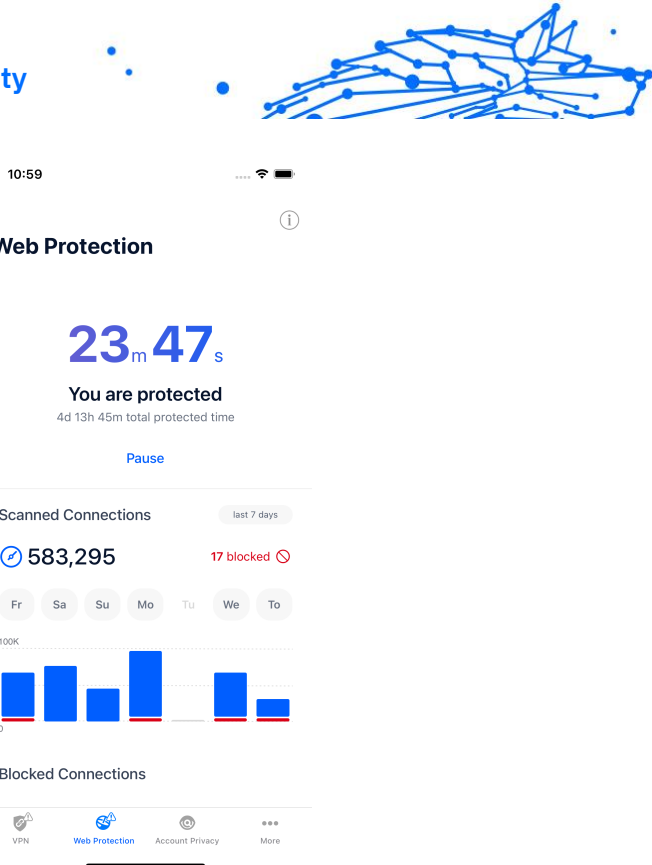 ty
10:59
Web Protection
23m 47s
You are protected
4d 13h 45m total protected time
Pause
Scanned Connections
last 7 days
583,295
17 blocked
Fr Sa Su Mo Tu We To
100K
0
Blocked Connections
VPN Web Protection Account Privacy More